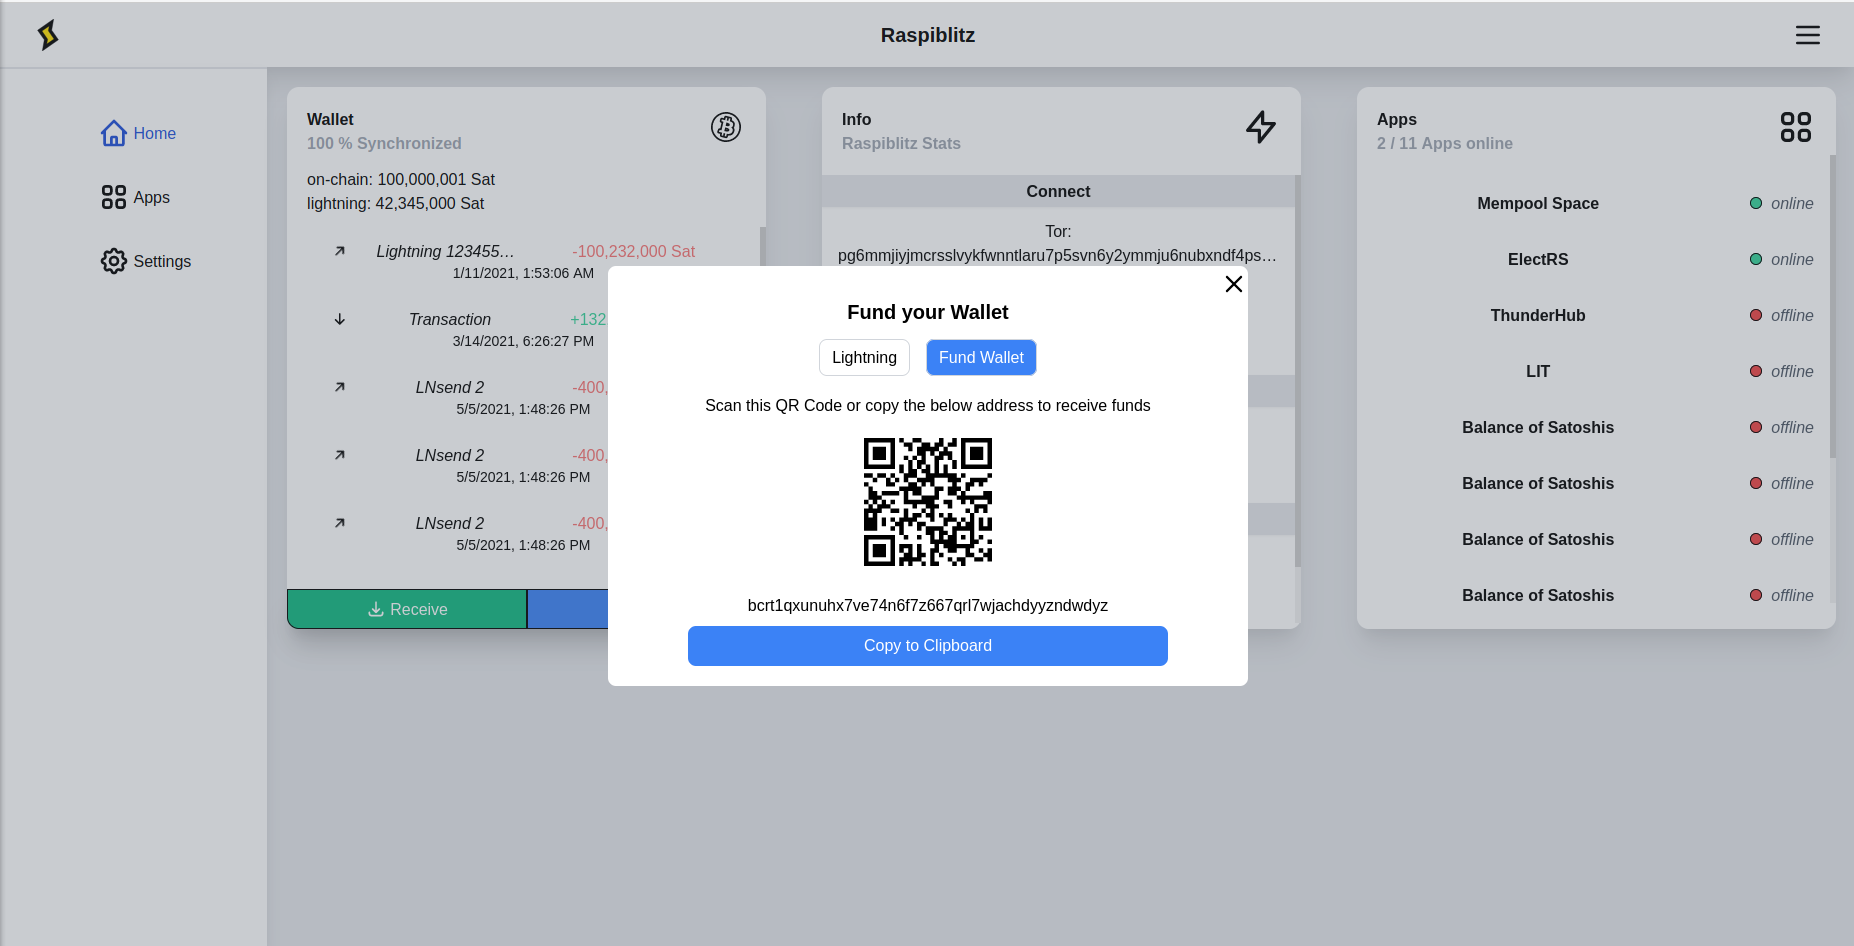 Raspiblitz
Home
Apps
Settings
Wallet
100 % Synchronized
on-chain: 100,000,001 Sat
lightning: 42,345,000 Sat
Lightning 123455… -100,232,000 Sat
1/11/2021, 1:53:06 AM
Transaction +132
3/14/2021, 6:26:27 PM
LNsend 2 -400,
5/5/2021, 1:48:26 PM
LNsend 2 -400,
5/5/2021, 1:48:26 PM
LNsend 2 -400,
5/5/2021, 1:48:26 PM
Receive
Info
Raspiblitz Stats
Connect
Tor:
pg6mmjiyjmcrsslvykfwnntlaru7p5svn6y2ymmju6nubxndf4ps…
Fund your Wallet
Lightning Fund Wallet
Scan this QR Code or copy the below address to receive funds
bcrt1qxunuhx7ve74n6f7z667qrl7wjachdyyzndwdyz
Copy to Clipboard
Apps
2 / 11 Apps online
Mempool Space online
ElectRS online
ThunderHub offline
LIT offline
Balance of Satoshis offline
Balance of Satoshis offline
Balance of Satoshis offline
Balance of Satoshis offline